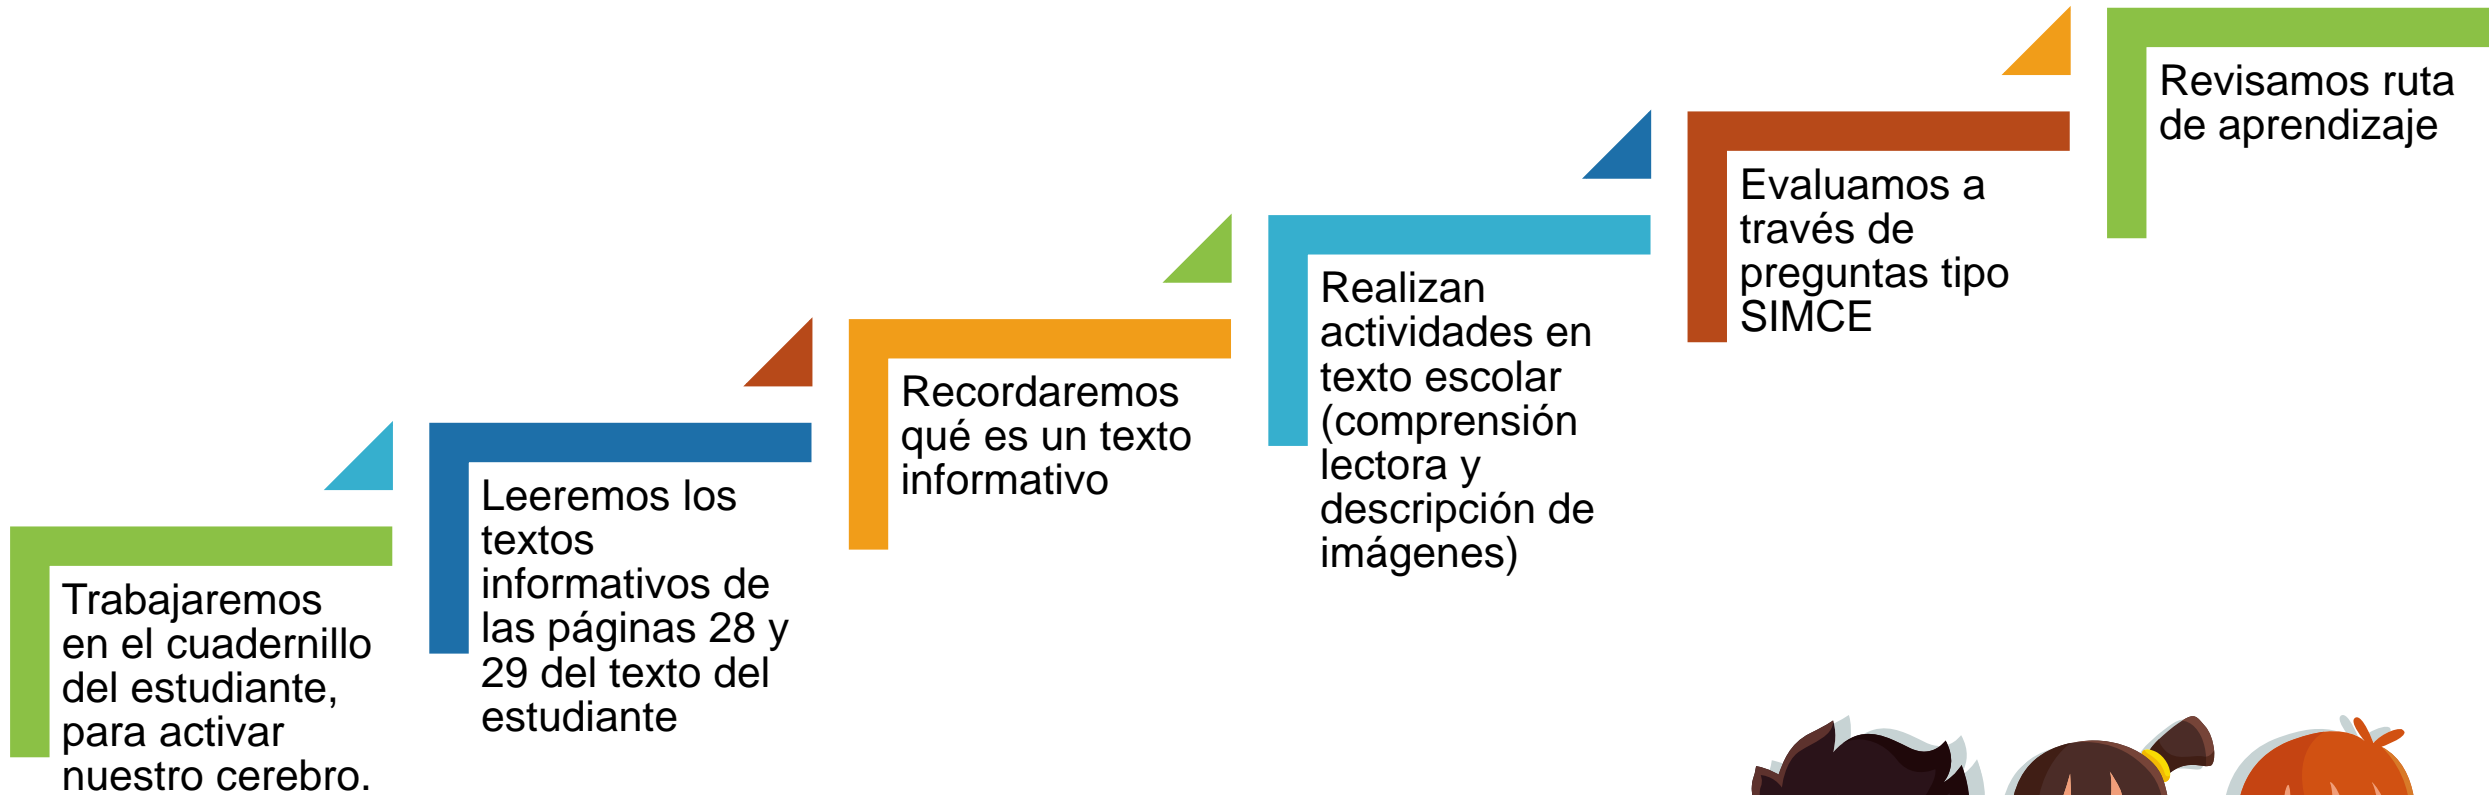 Trabajaremos
en el cuadernillo
del estudiante,
para activar
nuestro cerebro.
Leeremos los
textos
informativos de
las páginas 28 y
29 del texto del
estudiante
Recordaremos
qué es un texto
informativo
Realizan
actividades en
texto escolar
(comprensión
lectora y
descripción de
imágenes)
Evaluamos a
través de
preguntas tipo
SIMCE
Revisamos ruta
de aprendizaje